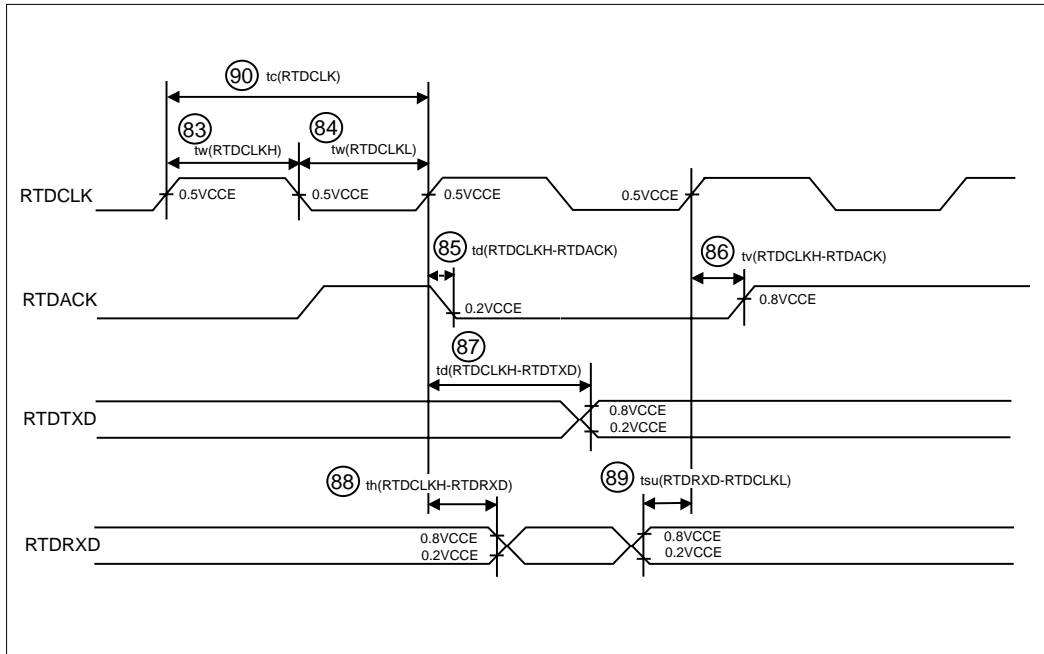 90 tc(RTDCLK)
83 84
tw(RTDCLKH) tw(RTDCLKL)
RTDCLK 0.5VCCE 0.5VCCE 0.5VCCE 0.5VCCE
85 td(RTDCLKH-RTDACK) 86 tv(RTDCLKH-RTDACK)
RTDACK 0.2VCCE 0.8VCCE
87
td(RTDCLKH-RTDTXD)
RTDTXD 0.8VCCE
0.2VCCE
88 th(RTDCLKH-RTDRXD) 89 tsu(RTDRXD-RTDCLKL)
RTDRXD 0.8VCCE 0.8VCCE
0.2VCCE 0.2VCCE